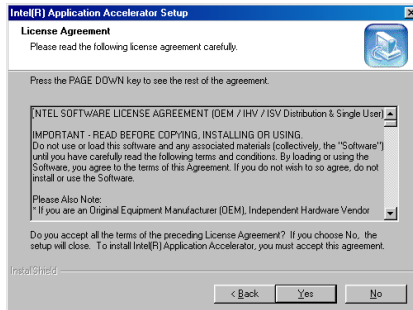 Intel(R) Application Accelerator Setup
License Agreement
Please read the following license agreement carefully.
Press the PAGE DOWN key to see the rest of the agreement.
INTEL SOFTWARE LICENSE AGREEMENT (OEM / IHV / ISV Distribution & Single User)
IMPORTANT - READ BEFORE COPYING, INSTALLING OR USING.
Do not use or load this software and any associated materials (collectively, the "Software")
until you have carefully read the following terms and conditions. By loading or using the
Software, you agree to the terms of this Agreement. If you do not wish to so agree, do not
install or use the Software.
Please Also Note:
* If you are an Original Equipment Manufacturer (OEM), Independent Hardware Vendor
Do you accept all the terms of the preceding License Agreement? If you choose No, the
setup will close. To install Intel(R) Application Accelerator, you must accept this agreement.
InstallShield
< Back
Yes
No